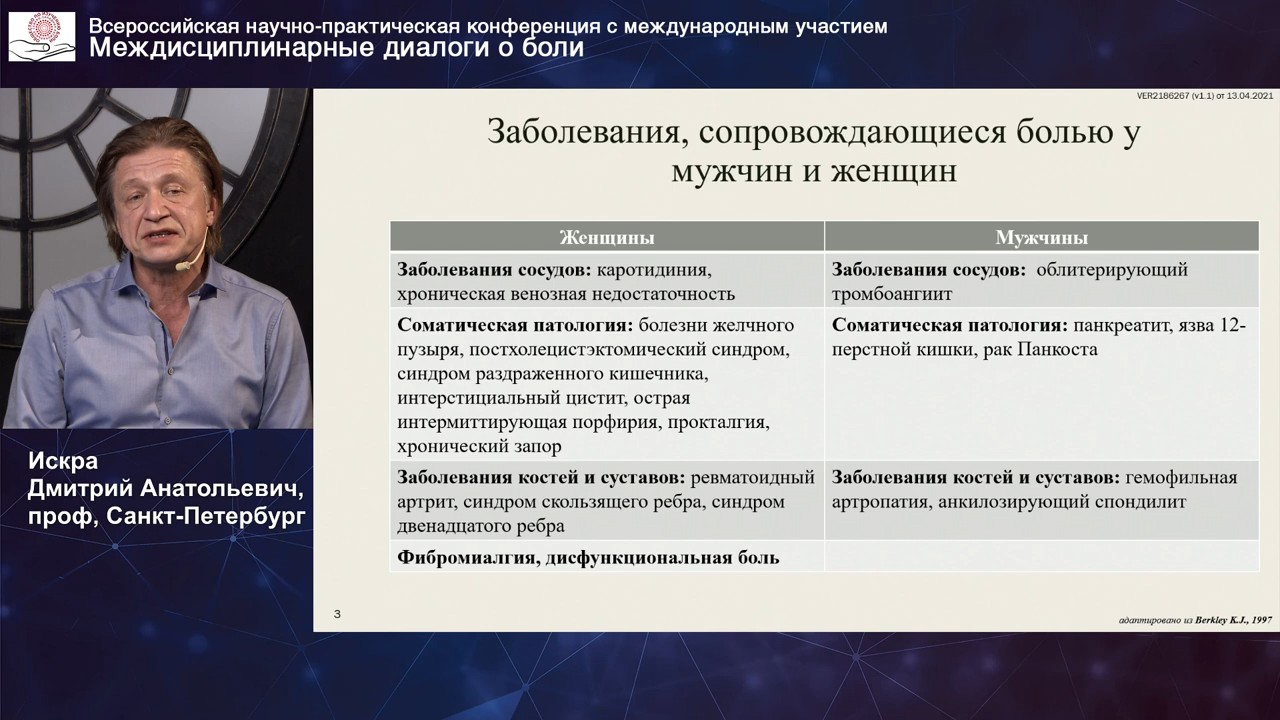 Всероссийская научно-практическая конференция с международным участием
Междисциплинарные диалоги о боли
VER2186267 (v1.1) от 13.04.2021
Заболевания, сопровождающиеся болью у
мужчин и женщин
Женщины
Мужчины
Заболевания сосудов: каротидиния,
хроническая венозная недостаточность
Заболевания сосудов: облитерирующий
тромбоангиит
Соматическая патология: болезни желчного
пузыря, постхолецистэктомический синдром,
синдром раздраженного кишечника,
интерстициальный цистит, острая
интермиттирующая порфирия, прокталгия,
хронический запор
Соматическая патология: панкреатит, язва 12-
перстной кишки, рак Панкоста
Заболевания костей и суставов: ревматоидный
артрит, синдром скользящего ребра, синдром
двенадцатого ребра
Заболевания костей и суставов: гемофильная
артропатия, анкилозирующий спондилит
Фибромиалгия, дисфункциональная боль
3
адаптировано из Berkley K.J., 1997
Искра
Дмитрий Анатольевич,
проф, Санкт-Петербург